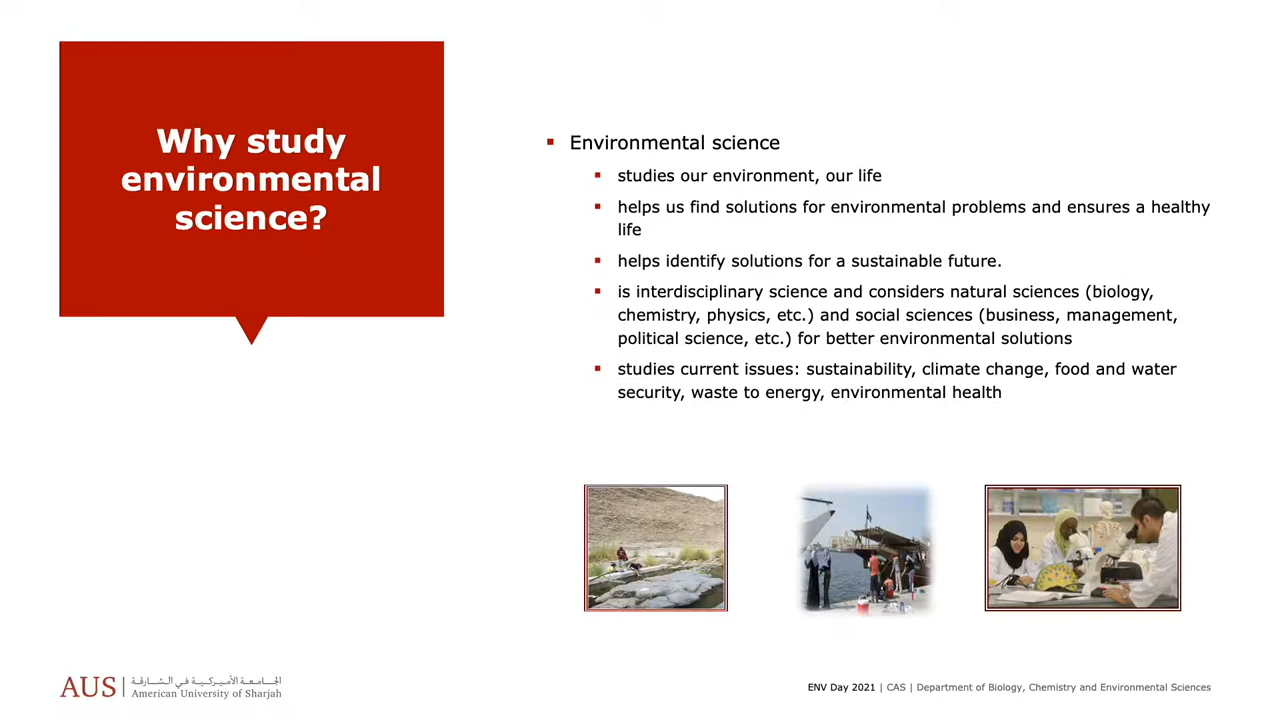 Why study
environmental
science?
Environmental science
studies our environment, our life
helps us find solutions for environmental problems and ensures a healthy
life
helps identify solutions for a sustainable future.
is interdisciplinary science and considers natural sciences (biology,
chemistry, physics, etc.) and social sciences (business, management,
political science, etc.) for better environmental solutions
studies current issues: sustainability, climate change, food and water
security, waste to energy, environmental health
AUS | الجامعة الأميركية في الشارقة
American University of Sharjah
ENV Day 2021 | CAS | Department of Biology, Chemistry and Environmental Sciences